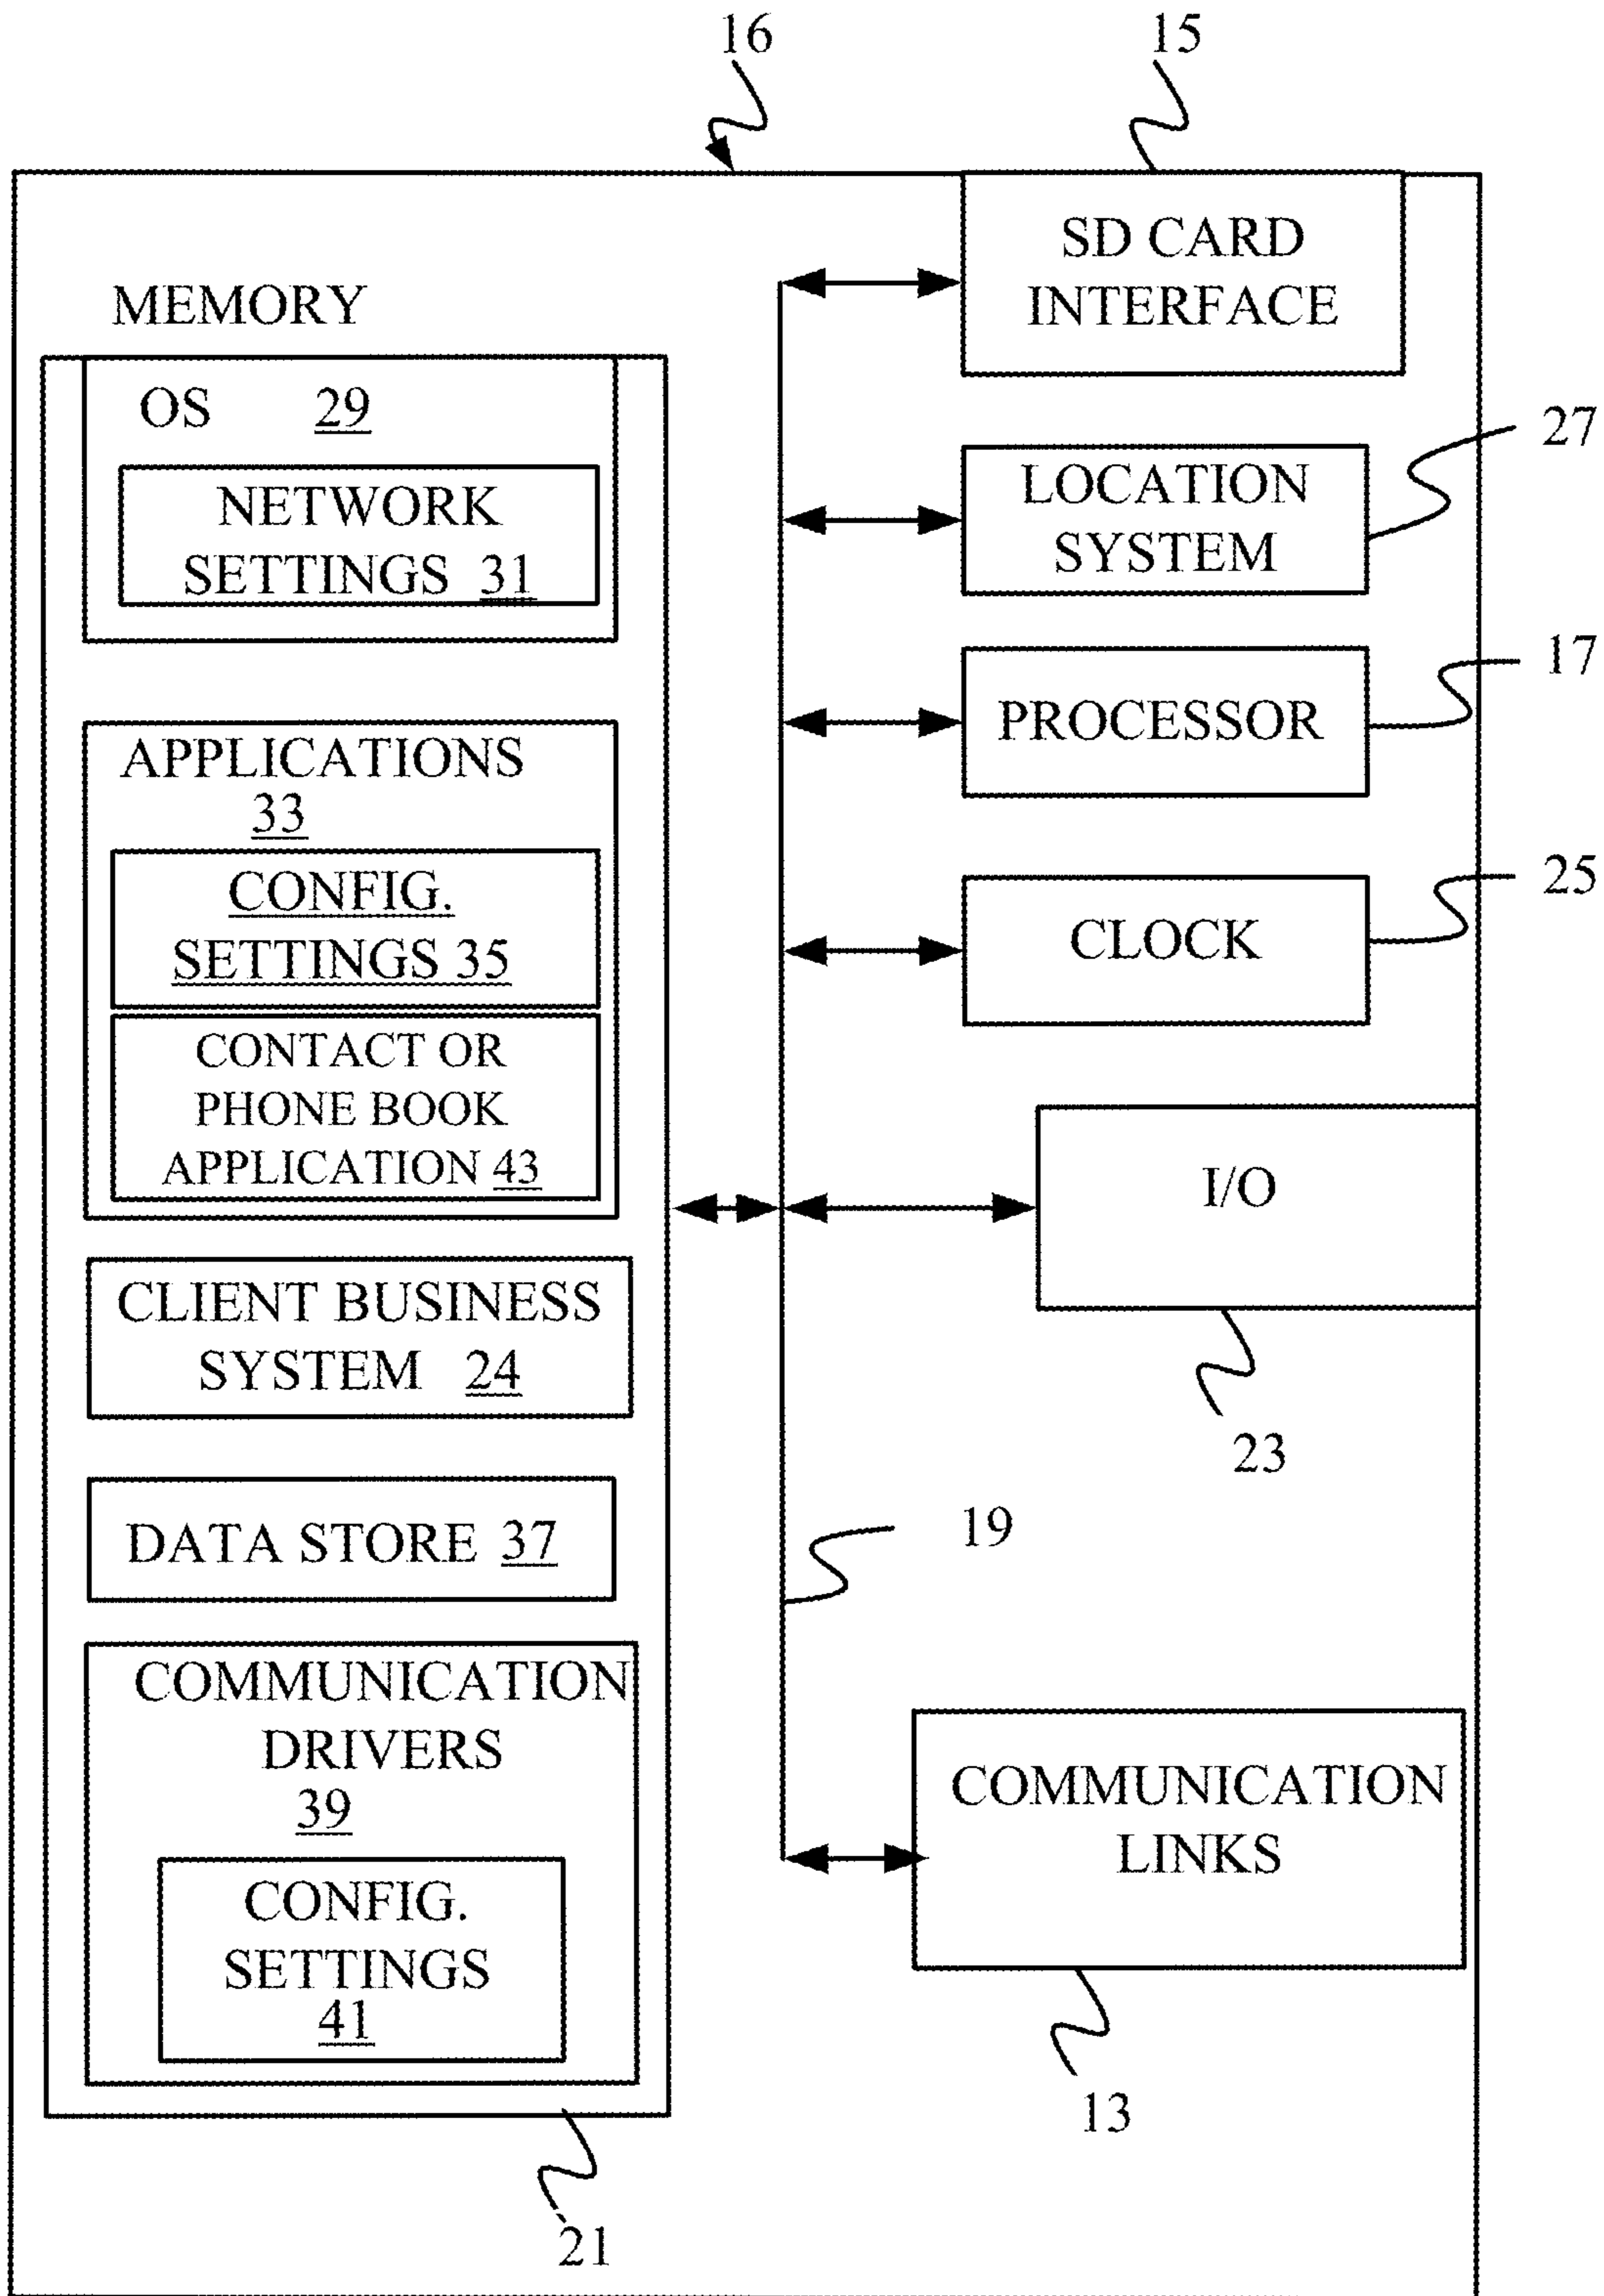 16
15
SD CARD
INTERFACE
MEMORY
OS 29
NETWORK
SETTINGS 31
27
LOCATION
SYSTEM
17
PROCESSOR
APPLICATIONS
33
CONFIG.
SETTINGS 35
25
CLOCK
CONTACT OR
PHONE BOOK
APPLICATION 43
I/O
CLIENT BUSINESS
SYSTEM 24
23
19
DATA STORE 37
COMMUNICATION
DRIVERS
39
COMMUNICATION
LINKS
CONFIG.
SETTINGS
41
13
21